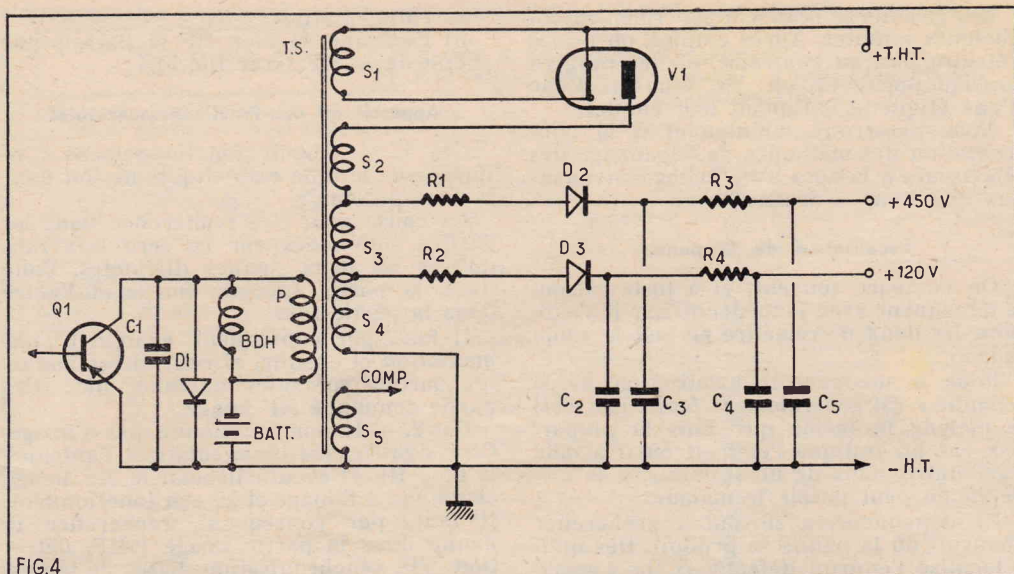 T.S.
S1
V1
+T.H.T.
S2
R1
D2
R3
+450 V
S3
R2
D3
R4
+120 V
Q1
C1
D1
BDH
P
S4
COMP.
BATT.
S5
C2
C3
C4
C5
– H.T.
FIG.4